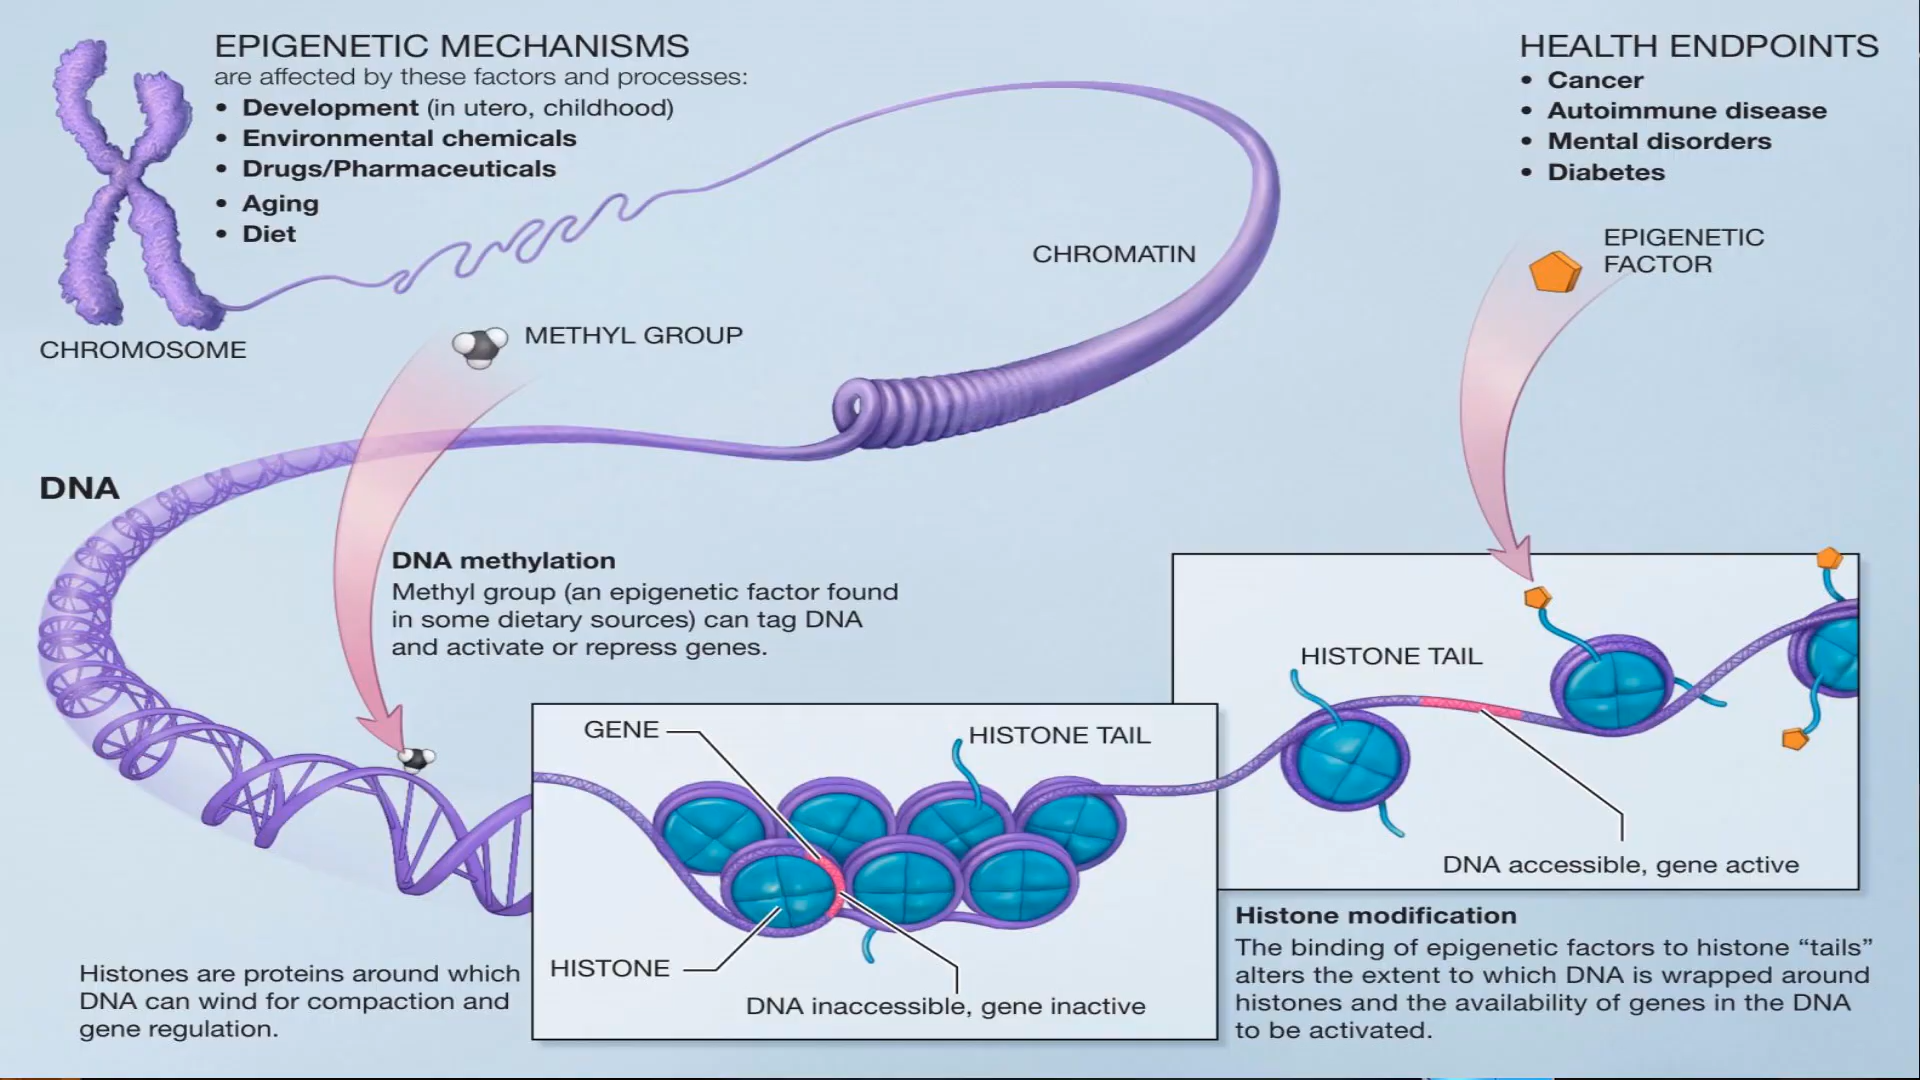 EPIGENETIC MECHANISMS
are affected by these factors and processes:
• Development (in utero, childhood)
• Environmental chemicals
• Drugs/Pharmaceuticals
• Aging
• Diet
HEALTH ENDPOINTS
• Cancer
• Autoimmune disease
• Mental disorders
• Diabetes
EPIGENETIC
FACTOR
CHROMATIN
CHROMOSOME
METHYL GROUP
DNA
DNA methylation
Methyl group (an epigenetic factor found
in some dietary sources) can tag DNA
and activate or repress genes.
HISTONE TAIL
GENE
HISTONE TAIL
DNA accessible, gene active
HISTONE
DNA inaccessible, gene inactive
Histones are proteins around which
DNA can wind for compaction and
gene regulation.
Histone modification
The binding of epigenetic factors to histone “tails”
alters the extent to which DNA is wrapped around
histones and the availability of genes in the DNA
to be activated.